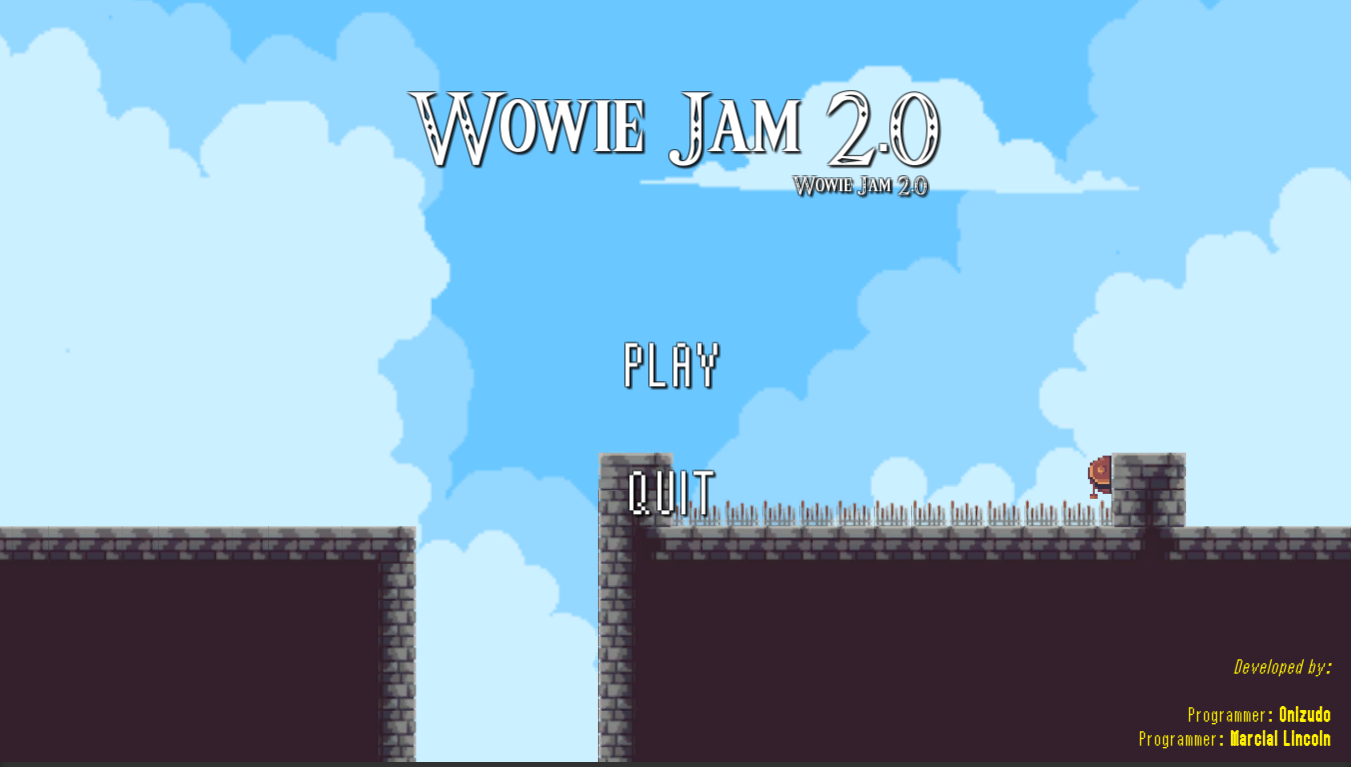 Wowie Jam 2.0
Wowie Jam 2.0
PLAY
QUIT
Developed by:
Programmer: Onizudo
Programmer: Marcial Lincoln